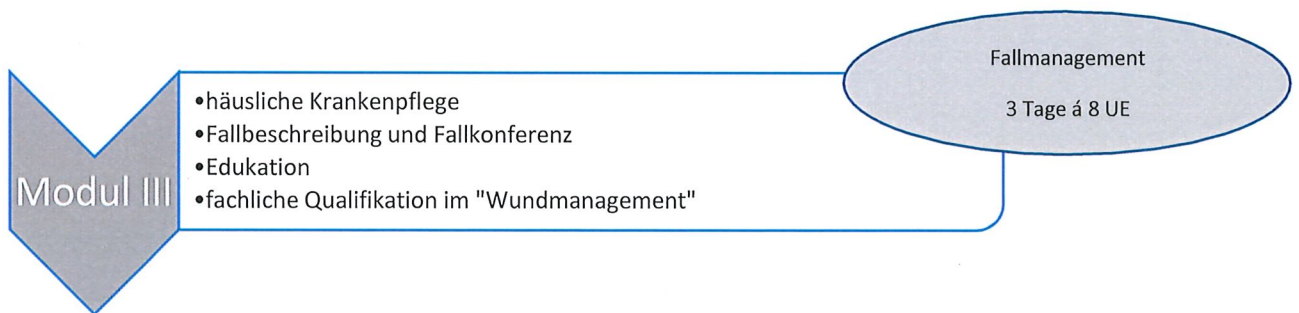 Modul III
•häusliche Krankenpflege
•Fallbeschreibung und Fallkonferenz
•Edukation
•fachliche Qualifikation im "Wundmanagement"
Fallmanagement
3 Tage á 8 UE